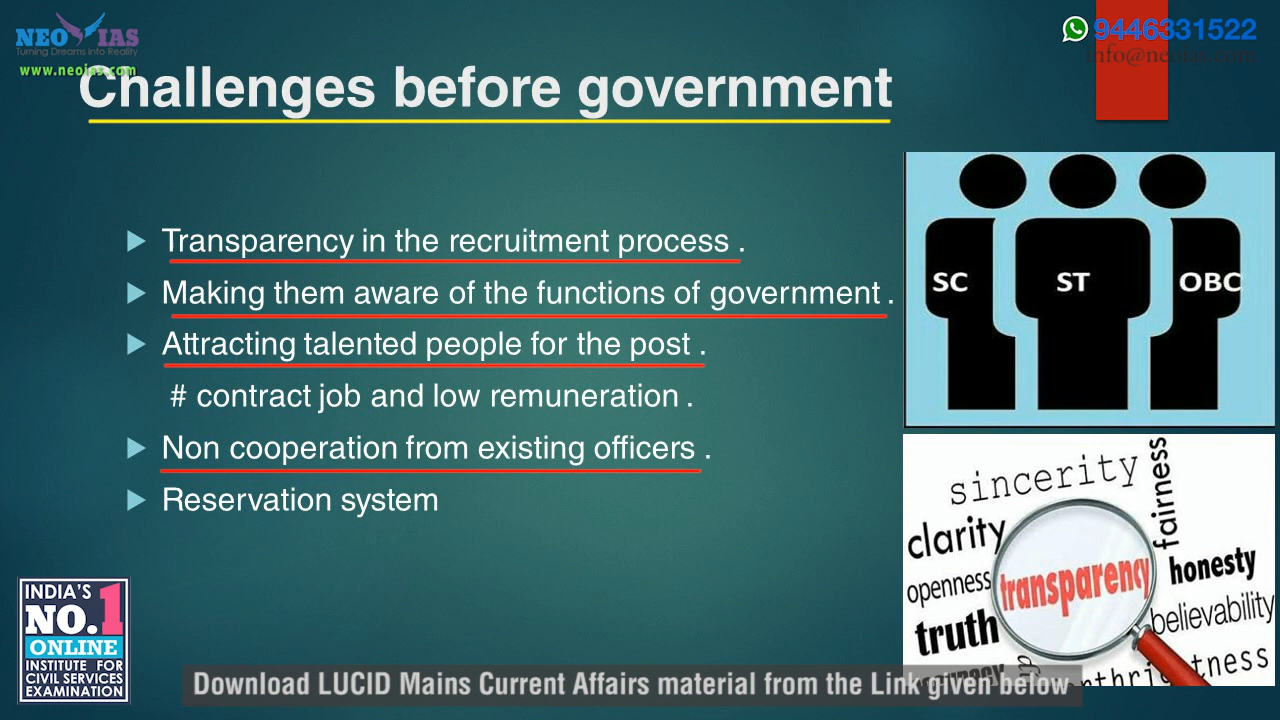 NEO IAS
Turning Dreams into Reality
www.neoias.com
9446331522
info@neoias.com
Challenges before government
Transparency in the recruitment process .
Making them aware of the functions of government .
Attracting talented people for the post .
# contract job and low remuneration .
Non cooperation from existing officers .
Reservation system
SC ST OBC
sincerity
fairness
clarity
openness
transparency
honesty
truth
believability
INDIA'S
NO.1
ONLINE
INSTITUTE FOR
CIVIL SERVICES
EXAMINATION
Download LUCID Mains Current Affairs material from the Link given below